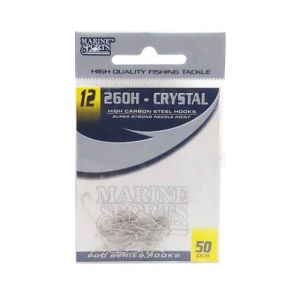 MARINE
SPORTS
HIGH QUALITY FISHING TACKLE
12 260H - CRYSTAL
HIGH CARBON STEEL HOOKS
SUPER STRONG NEEDLE POINT
MARINE
SPORTS
50
PCS
PRO SERIES HOOKS